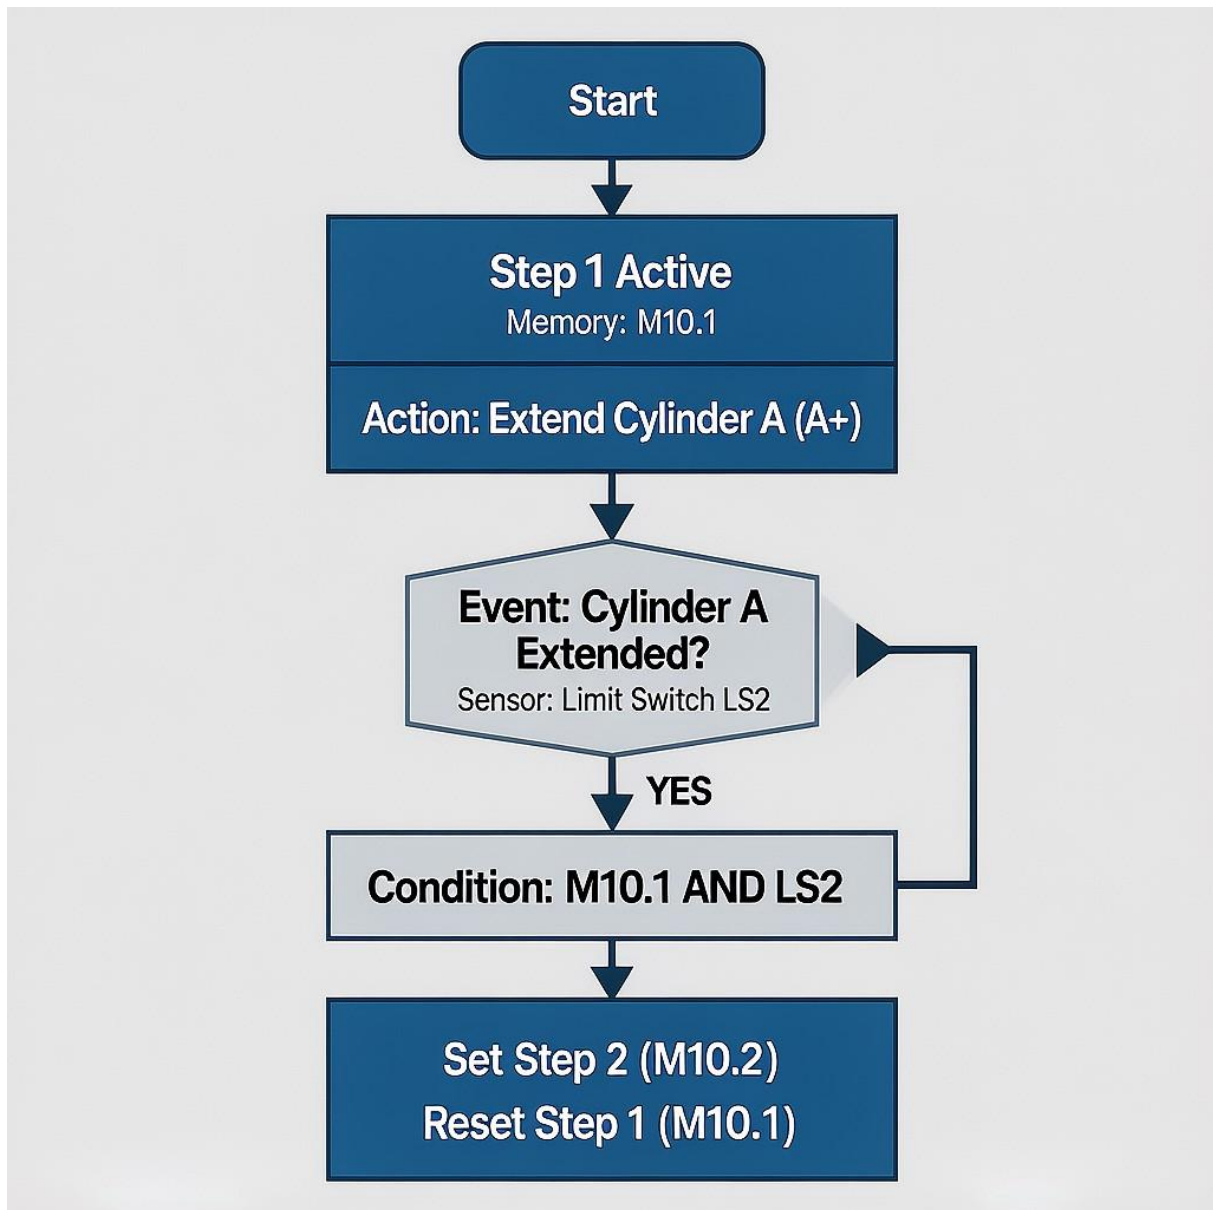 Start
Step 1 Active
Memory: M10.1
Action: Extend Cylinder A (A+)
Event: Cylinder A
Extended?
Sensor: Limit Switch LS2
YES
Condition: M10.1 AND LS2
Set Step 2 (M10.2)
Reset Step 1 (M10.1)